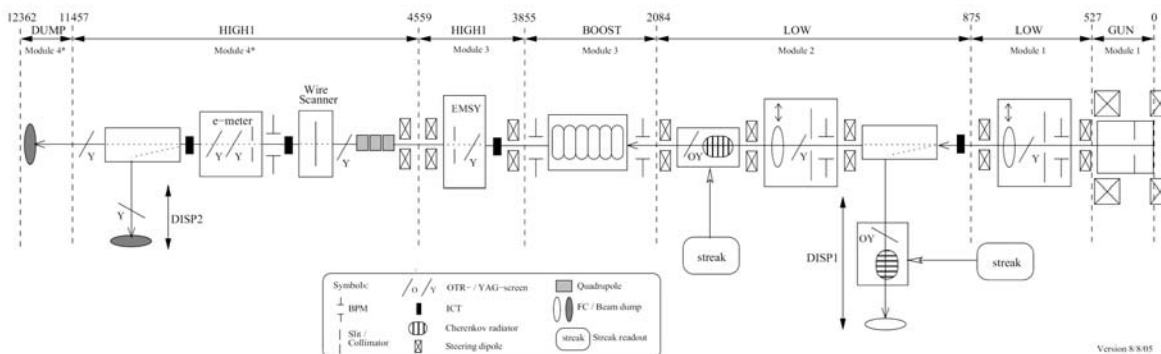 12362 11457 4559 3855 2084 875 527 0
DUMP HIGH1 HIGH1 BOOST LOW LOW GUN
Module 4* Module 4* Module 3 Module 3 Module 2 Module 1 Module 1
Wire
Scanner
e-meter
EMSY
Y Y Y Y Y OY Y Y
Y
DISP2
OY
DISP1
streak
streak
Symbols:
BPM
Slit /
Collimator
O Y OTR- / YAG-screen
ICT
Cherenkov radiator
Steering dipole
Quadrupole
FC / Beam dump
streak Streak readout
Version 8/8/05